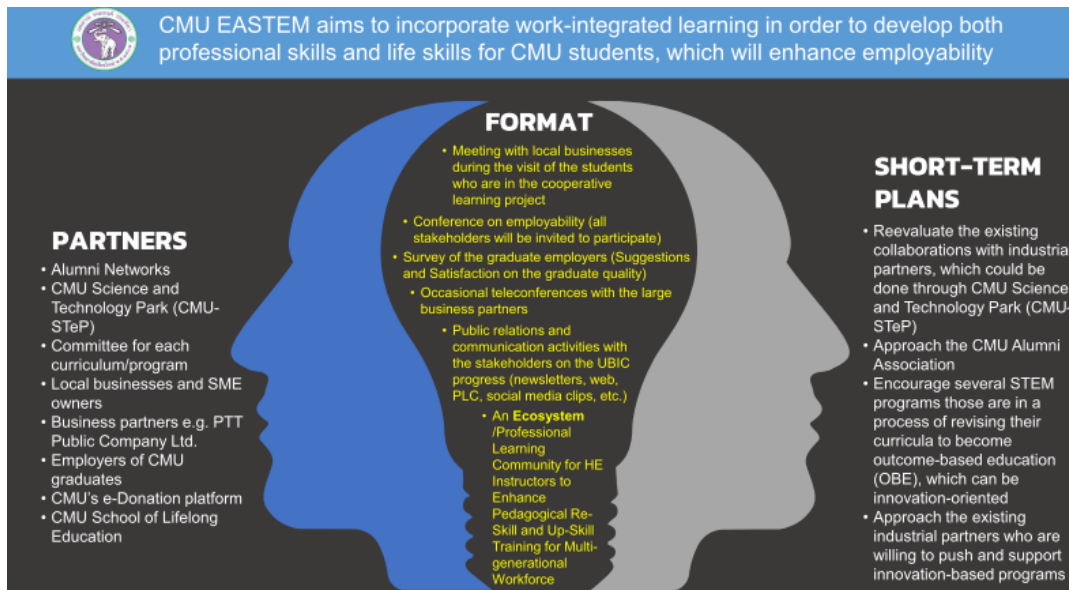 CMU EASTEM aims to incorporate work-integrated learning in order to develop both
professional skills and life skills for CMU students, which will enhance employability
PARTNERS
• Alumni Networks
• CMU Science and
Technology Park (CMU-
STeP)
• Committee for each
curriculum/program
• Local businesses and SME
owners
• Business partners e.g. PTT
Public Company Ltd.
• Employers of CMU
graduates
• CMU's e-Donation platform
• CMU School of Lifelong
Education
FORMAT
• Meeting with local businesses
during the visit of the students
who are in the cooperative
learning project
• Conference on employability (all
stakeholders will be invited to participate)
• Survey of the graduate employers (Suggestions
and Satisfaction on the graduate quality)
• Occasional teleconferences with the large
business partners
• Public relations and
communication activities with
the stakeholders on the UBIC
progress (newsletters, web,
PLC, social media clips, etc.)
• An Ecosystem
/Professional
Learning
Community for HE
Instructors to
Enhance
Pedagogical Re-
Skill and Up-Skill
Training for Multi-
generational
Workforce
SHORT-TERM
PLANS
• Reevaluate the existing
collaborations with industria
partners, which could be
done through CMU Science
and Technology Park (CMU-
STeP)
• Approach the CMU Alumni
Association
• Encourage several STEM
programs those are in a
process of revising their
curricula to become
outcome-based education
(OBE), which can be
innovation-oriented
• Approach the existing
industrial partners who are
willing to push and support
innovation-based programs